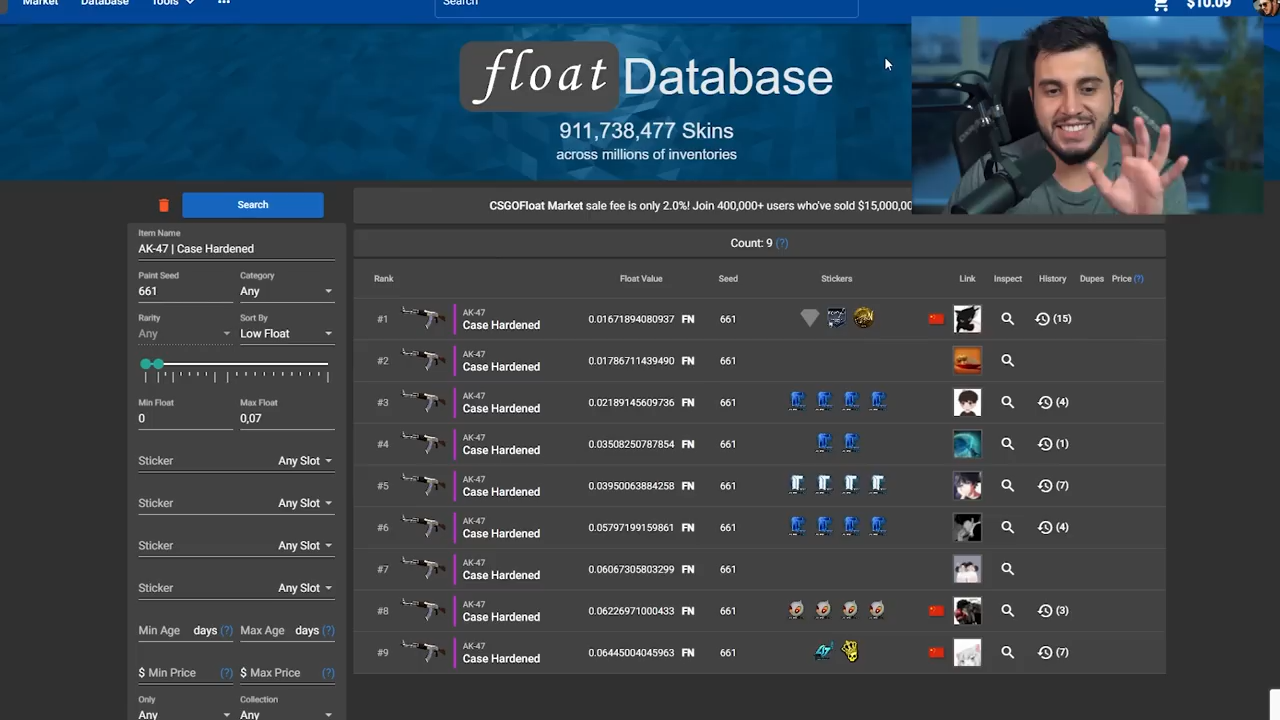 Market Database Tools
Search
$10.09
float Database
911,738,477 Skins
across millions of inventories
Search
CSGOFloat Market sale fee is only 2.0%! Join 400,000+ users who've sold $15,000,00
Item Name
AK-47 | Case Hardened
Count: 9 (?)
Paint Seed Category
661 Any
Rarity Sort By
Any Low Float
Min Float Max Float
0 0,07
Sticker Any Slot
Sticker Any Slot
Sticker Any Slot
Sticker Any Slot
Min Age days (?) Max Age days (?)
$ Min Price (?) $ Max Price (?)
Only Collection
Any Any
Rank Float Value Seed Stickers Link Inspect History Dupes Price (?)
#1 AK-47 Case Hardened 0.01671894080937 FN 661 (15)
#2 AK-47 Case Hardened 0.01786711439490 FN 661
#3 AK-47 Case Hardened 0.02189145609736 FN 661 (4)
#4 AK-47 Case Hardened 0.03508250787854 FN 661 (1)
#5 AK-47 Case Hardened 0.03950063884258 FN 661 (7)
#6 AK-47 Case Hardened 0.05797199159861 FN 661 (4)
#7 AK-47 Case Hardened 0.06067305803299 FN 661
#8 AK-47 Case Hardened 0.06226971000433 FN 661 (3)
#9 AK-47 Case Hardened 0.06445004045963 FN 661 (7)